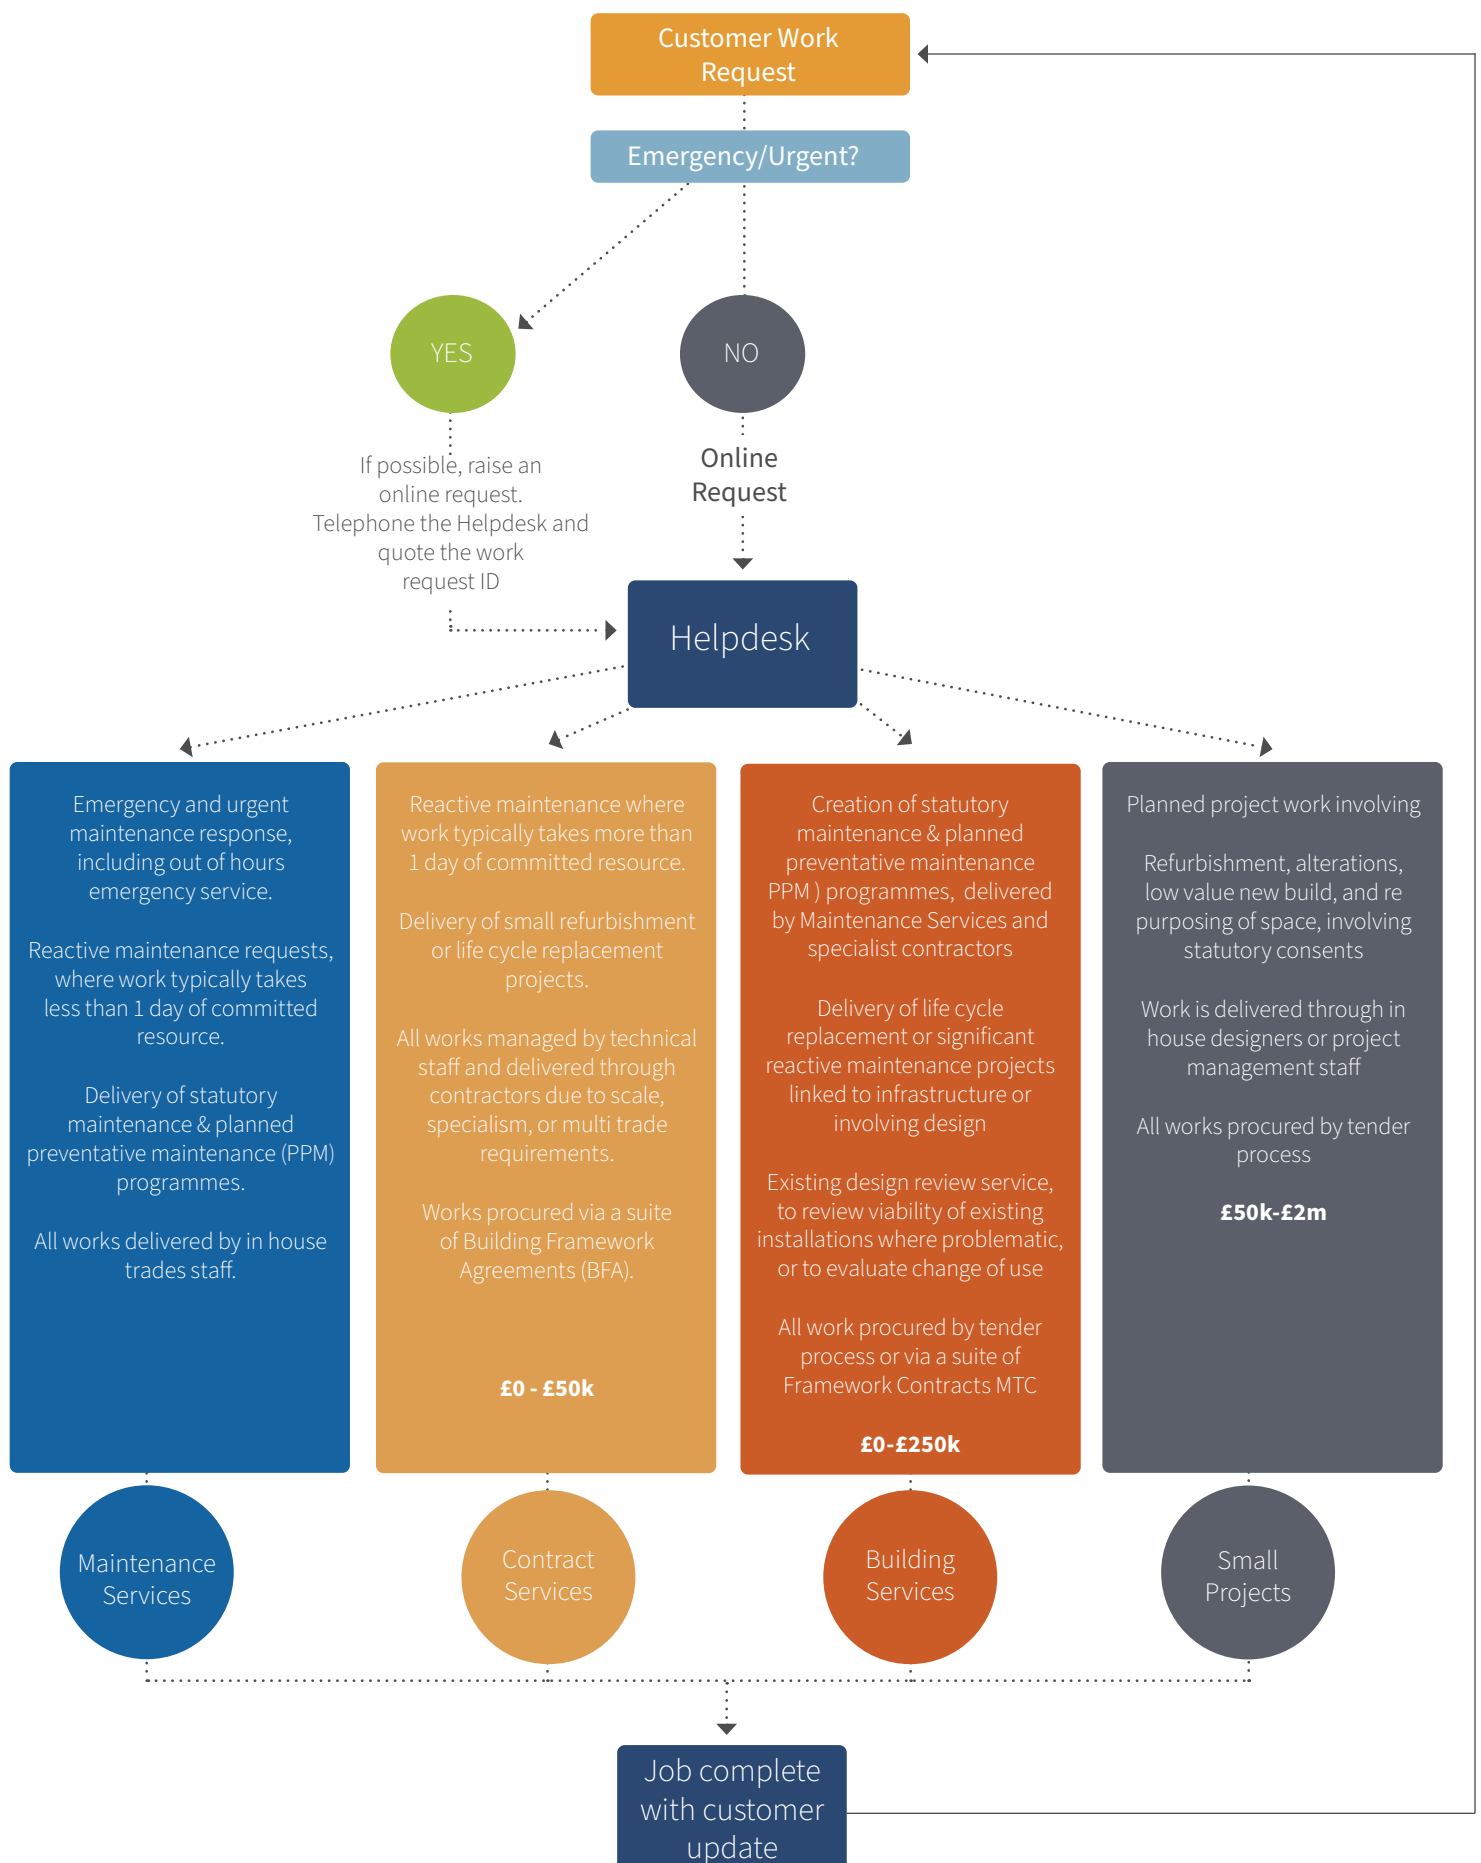 Customer Work
Request
Emergency/Urgent?
YES
NO
If possible, raise an
online request.
Telephone the Helpdesk and
quote the work
request ID
Online
Request
Helpdesk
Emergency and urgent
maintenance response,
including out of hours
emergency service.
Reactive maintenance requests,
where work typically takes
less than 1 day of committed
resource.
Delivery of statutory
maintenance & planned
preventative maintenance (PPM)
programmes.
All works delivered by in house
trades staff.
Reactive maintenance where
work typically takes more than
1 day of committed resource.
Delivery of small refurbishment
or life cycle replacement
projects.
All works managed by technical
staff and delivered through
contractors due to scale,
specialism, or multi trade
requirements.
Works procured via a suite
of Building Framework
Agreements (BFA).
£0 - £50k
Creation of statutory
maintenance & planned
preventative maintenance
PPM ) programmes, delivered
by Maintenance Services and
specialist contractors
Delivery of life cycle
replacement or significant
reactive maintenance projects
linked to infrastructure or
involving design
Existing design review service,
to review viability of existing
installations where problematic,
or to evaluate change of use
All work procured by tender
process or via a suite of
Framework Contracts MTC
£0-£250k
Planned project work involving
Refurbishment, alterations,
low value new build, and re
purposing of space, involving
statutory consents
Work is delivered through in
house designers or project
management staff
All works procured by tender
process
£50k-£2m
Maintenance
Services
Contract
Services
Building
Services
Small
Projects
Job complete
with customer
update